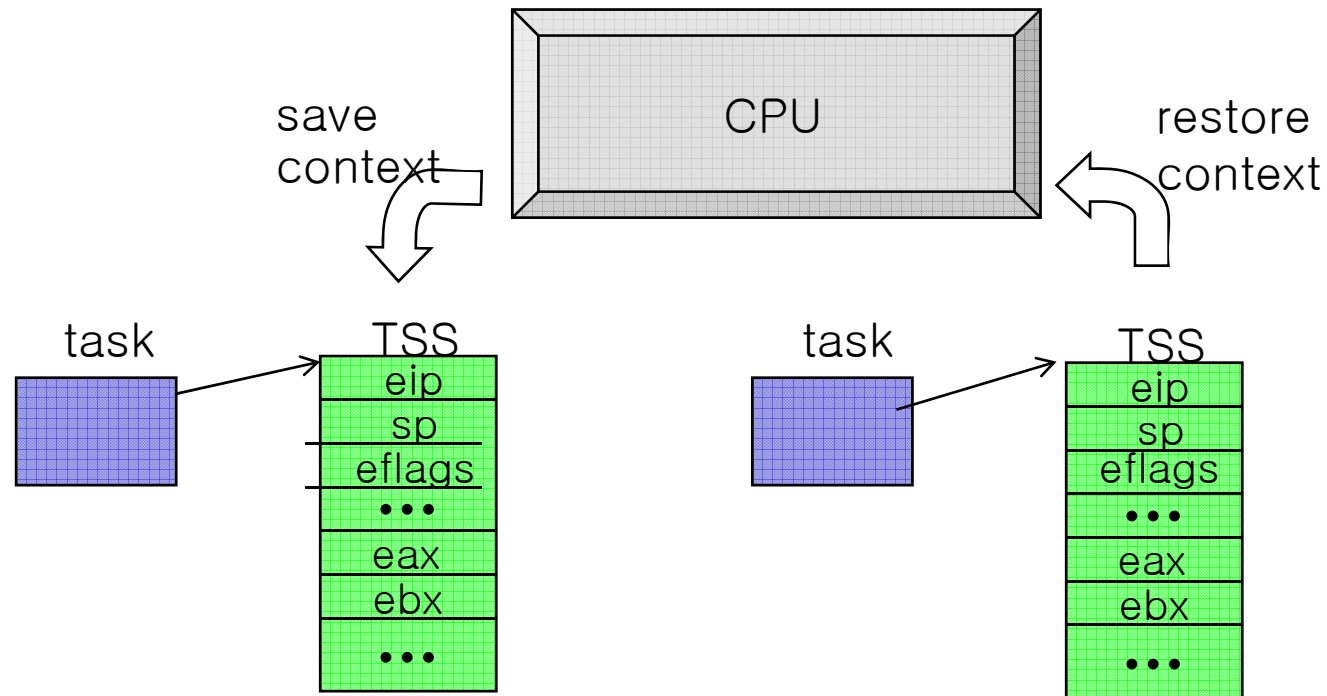 CPU
save
context
restore
context
task
TSS
eip
sp
eflags
...
eax
ebx
...
task
TSS
eip
sp
eflags
...
eax
ebx
...